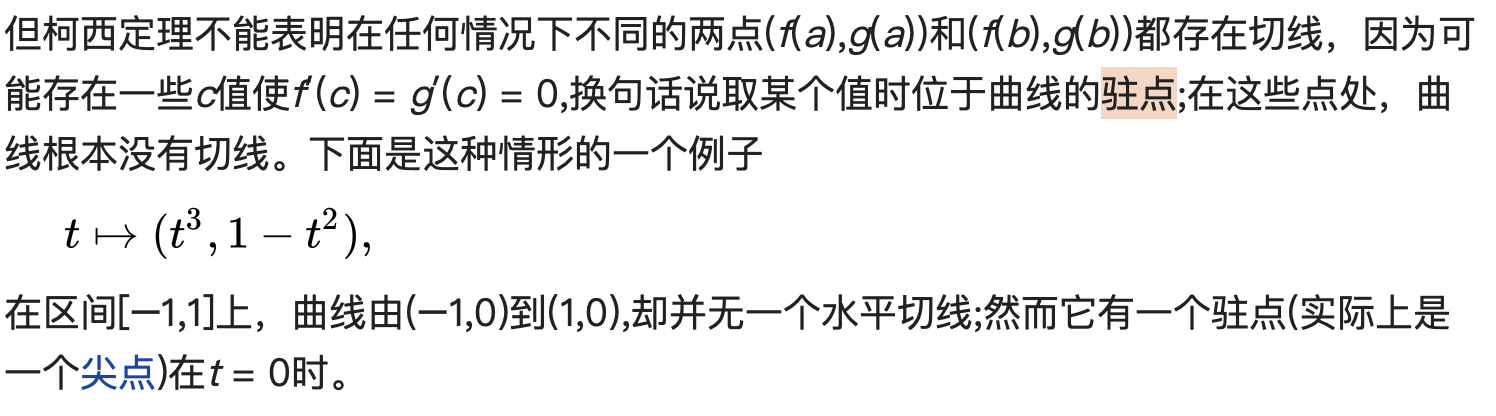 但柯西定理不能表明在任何情况下不同的两点(f(a),g(a))和(f(b),g(b))都存在切线，因为可
能存在一些c值使f′(c) = g′(c) = 0,换句话说取某个值时位于曲线的驻点;在这些点处，曲
线根本没有切线。下面是这种情形的一个例子
t ↦ (t³, 1 − t²),
在区间[−1,1]上，曲线由(−1,0)到(1,0),却并无一个水平切线;然而它有一个驻点(实际上是
一个尖点)在t = 0时。